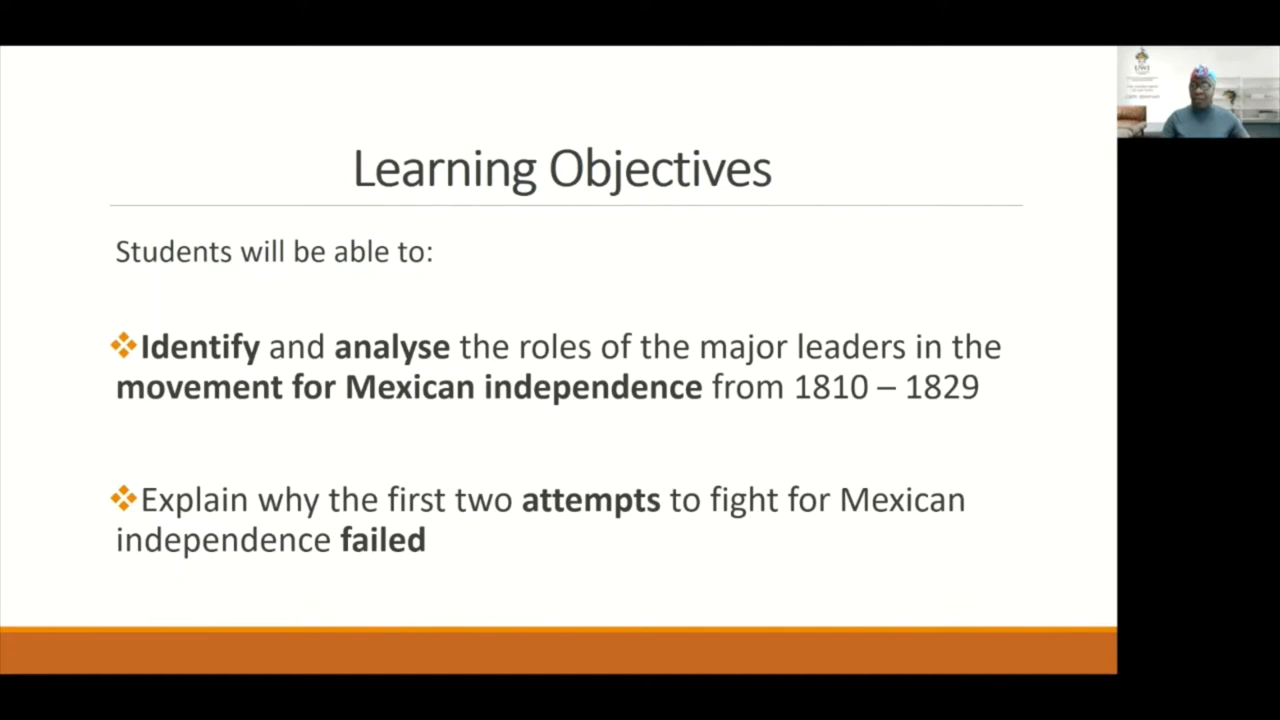 Learning Objectives
Students will be able to:
❖Identify and analyse the roles of the major leaders in the
movement for Mexican independence from 1810 – 1829
❖Explain why the first two attempts to fight for Mexican
independence failed
UWI